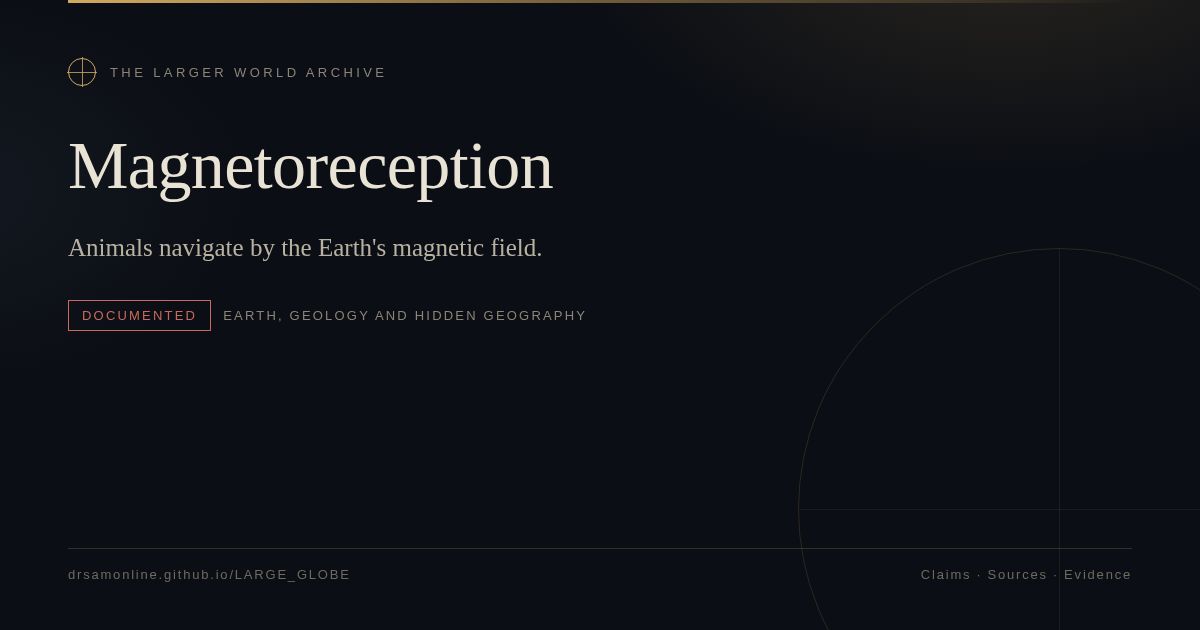 THE LARGER WORLD ARCHIVE
Magnetoreception
Animals navigate by the Earth's magnetic field.
DOCUMENTED EARTH, GEOLOGY AND HIDDEN GEOGRAPHY
drsamonline.github.io/LARGE_GLOBE Claims · Sources · Evidence